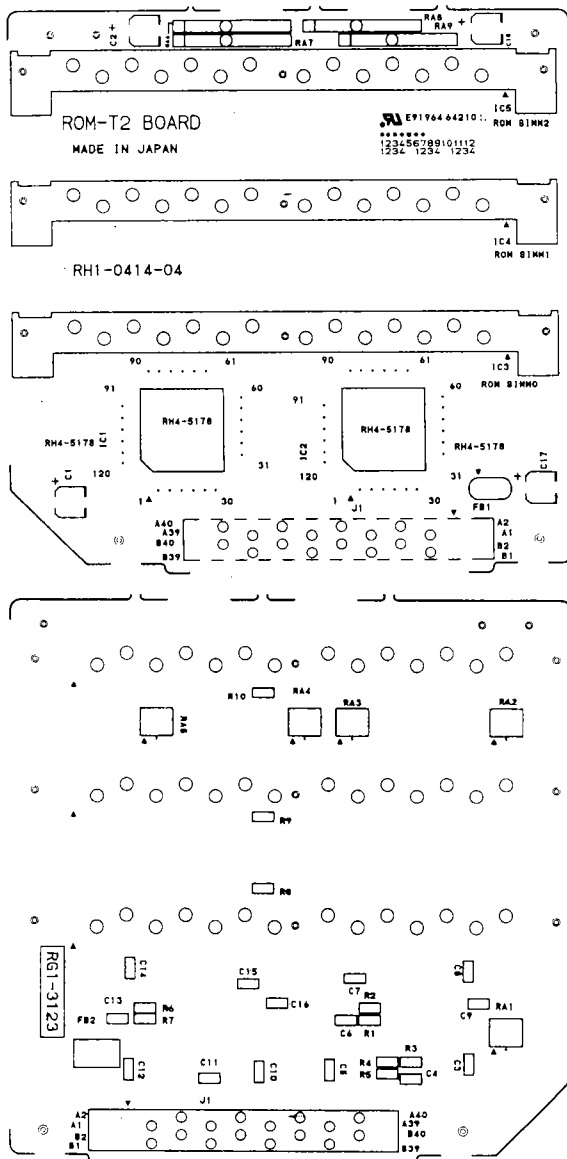 C2 + RA8 RA9 +
RA7
IC5
ROM SIMM2
ROM-T2 BOARD
MADE IN JAPAN
123456789101112
1234 1234 1234
IC4
ROM SIMM1
RH1-0414-04
IC3
ROM SIMM0
90 61 90 61
91 60 91 60
RH4-5178 IC1 RH4-5178 IC2 RH4-5178 RH4-5178
120 31 120 31
+ C1 + C17
1 30 1 30
FB1
J1
A40 A2
A39 A1
B40 B2
B39 B1
R10 RA4 RA3 RA2
R9
R8
RG1-3123
C14 C15 C7
C13 R6 C16 R2 C9 RA1
FB2 R7 C6 R1
C12 C11 C10 R4 R3 C3
R5 C4
J1
A2 A40
A1 A39
B2 B40
B1 B39